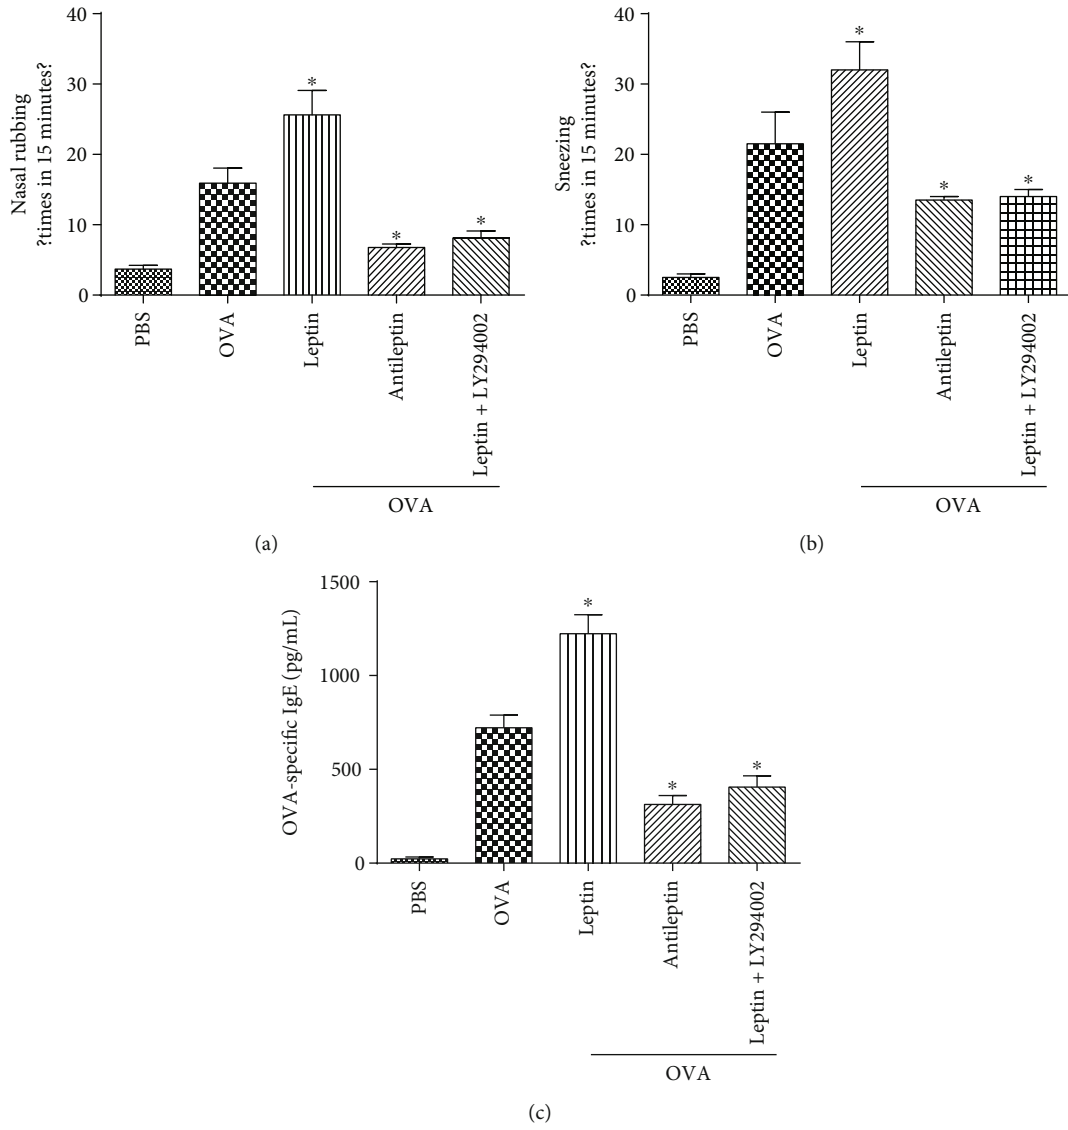 Nasal rubbing
?times in 15 minutes?
40
30
20
10
0
*
*
*
PBS
OVA
Leptin
Antileptin
Leptin + LY294002
OVA
(a)
Sneezing
?times in 15 minutes?
40
30
20
10
0
*
*
*
PBS
OVA
Leptin
Antileptin
Leptin + LY294002
OVA
(b)
OVA-specific IgE (pg/mL)
1500
1000
500
0
*
*
*
PBS
OVA
Leptin
Antileptin
Leptin + LY294002
OVA
(c)